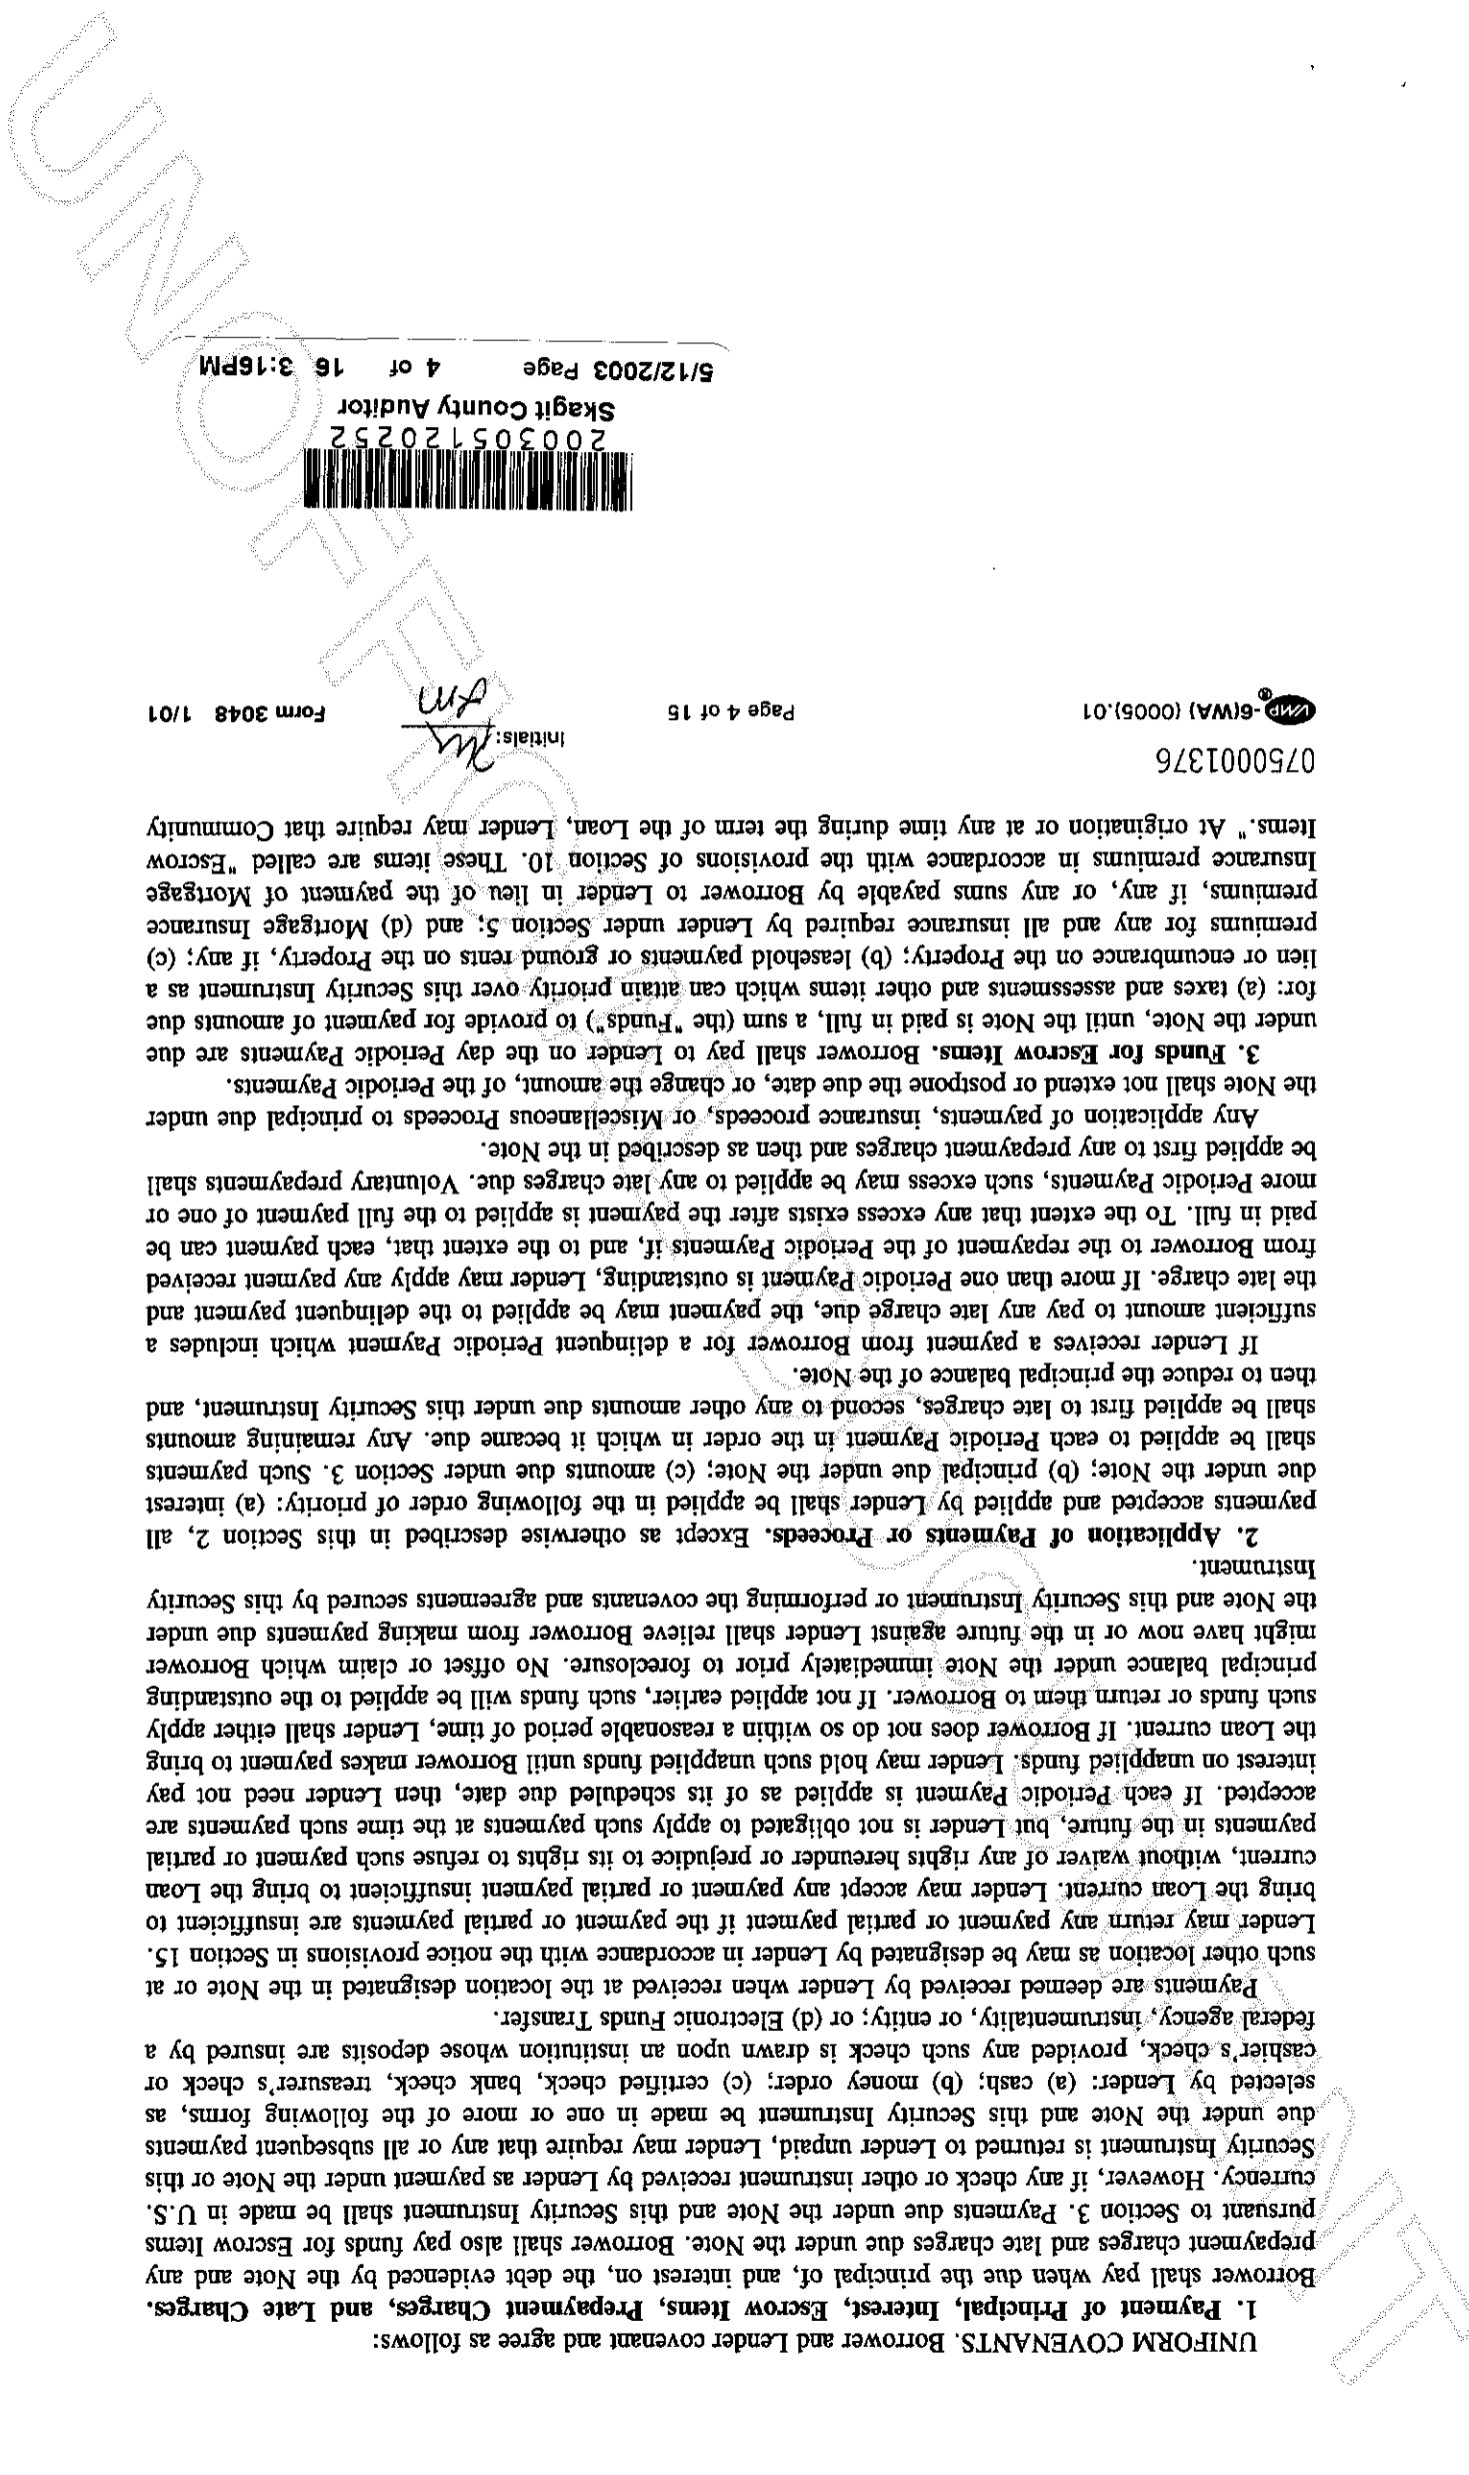 UNIFORM COVENANTS. Borrower and Lender covenant and agree as follows:
1. Payment of Principal, Interest, Escrow Items, Prepayment Charges, and Late Charges.
Borrower shall pay when due the principal of, and interest on, the debt evidenced by the Note and any
prepayment charges and late charges due under the Note. Borrower shall also pay funds for Escrow Items
pursuant to Section 3. Payments due under the Note and this Security Instrument shall be made in U.S.
currency. However, if any check or other instrument received by Lender as payment under the Note or this
Security Instrument is returned to Lender unpaid, Lender may require that any or all subsequent payments
due under the Note and this Security Instrument be made in one or more of the following forms, as
selected by Lender: (a) cash; (b) money order; (c) certified check, bank check, treasurer's check or
cashier's check, provided any such check is drawn upon an institution whose deposits are insured by a
federal agency, instrumentality, or entity; or (d) Electronic Funds Transfer.
Payments are deemed received by Lender when received at the location designated in the Note or at
such other location as may be designated by Lender in accordance with the notice provisions in Section 15.
Lender may return any payment or partial payment if the payment or partial payments are insufficient to
bring the Loan current. Lender may accept any payment or partial payment insufficient to bring the Loan
current, without waiver of any rights hereunder or prejudice to its rights to refuse such payment or partial
payments in the future, but Lender is not obligated to apply such payments at the time such payments are
accepted. If each Periodic Payment is applied as of its scheduled due date, then Lender need not pay
interest on unapplied funds. Lender may hold such unapplied funds until Borrower makes payment to bring
the Loan current. If Borrower does not do so within a reasonable period of time, Lender shall either apply
such funds or return them to Borrower. If not applied earlier, such funds will be applied to the outstanding
principal balance under the Note immediately prior to foreclosure. No offset or claim which Borrower
might have now or in the future against Lender shall relieve Borrower from making payments due under
the Note and this Security Instrument or performing the covenants and agreements secured by this Security
Instrument.
2. Application of Payments or Proceeds. Except as otherwise described in this Section 2, all
payments accepted and applied by Lender shall be applied in the following order of priority: (a) interest
due under the Note; (b) principal due under the Note; (c) amounts due under Section 3. Such payments
shall be applied to each Periodic Payment in the order in which it became due. Any remaining amounts
shall be applied first to late charges, second to any other amounts due under this Security Instrument, and
then to reduce the principal balance of the Note.
If Lender receives a payment from Borrower for a delinquent Periodic Payment which includes a
sufficient amount to pay any late charge due, the payment may be applied to the delinquent payment and
the late charge. If more than one Periodic Payment is outstanding, Lender may apply any payment received
from Borrower to the repayment of the Periodic Payments if, and to the extent that, each payment can be
paid in full. To the extent that any excess exists after the payment is applied to the full payment of one or
more Periodic Payments, such excess may be applied to any late charges due. Voluntary prepayments shall
be applied first to any prepayment charges and then as described in the Note.
Any application of payments, insurance proceeds, or Miscellaneous Proceeds to principal due under
the Note shall not extend or postpone the due date, or change the amount, of the Periodic Payments.
3. Funds for Escrow Items. Borrower shall pay to Lender on the day Periodic Payments are due
under the Note, until the Note is paid in full, a sum (the "Funds") to provide for payment of amounts due
for: (a) taxes and assessments and other items which can attain priority over this Security Instrument as a
lien or encumbrance on the Property; (b) leasehold payments or ground rents on the Property, if any; (c)
premiums for any and all insurance required by Lender under Section 5; and (d) Mortgage Insurance
premiums, if any, or any sums payable by Borrower to Lender in lieu of the payment of Mortgage
Insurance premiums in accordance with the provisions of Section 10. These items are called "Escrow
Items." At origination or at any time during the term of the Loan, Lender may require that Community
0750001376
Initials:
VMP®-6(WA) (0005).01
Page 4 of 15
Form 3048 1/01
200305120252
Skagit County Auditor
5/12/2003 Page 4 of 16 3:16PM
UNOFFICIAL DOCUMENT